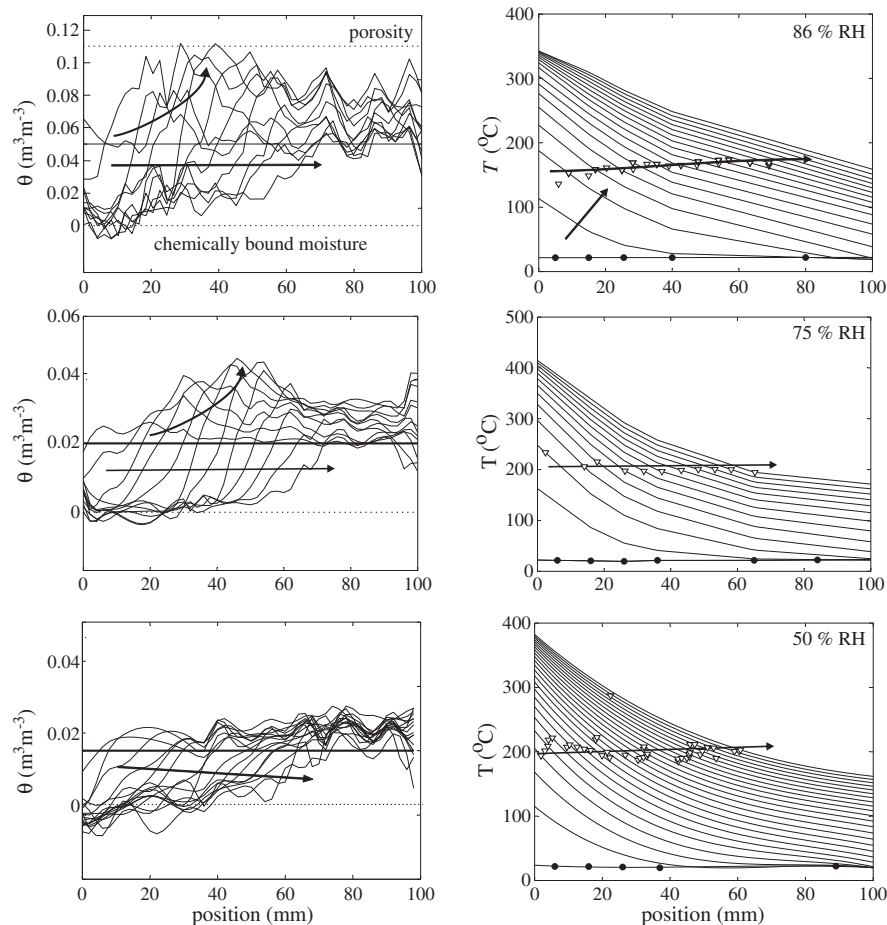 0.12
0.1
0.08
0.06
0.04
0.02
0
θ (m³m⁻³)
porosity
chemically bound moisture
0 20 40 60 80 100
400
300
200
100
0
T (°C)
86 % RH
0 20 40 60 80 100
0.06
0.04
0.02
0
θ (m³m⁻³)
0 20 40 60 80 100
500
400
300
200
100
0
T (°C)
75 % RH
0 20 40 60 80 100
0.04
0.02
0
θ (m³m⁻³)
0 20 40 60 80 100
position (mm)
400
300
200
100
0
T (°C)
50 % RH
0 20 40 60 80 100
position (mm)